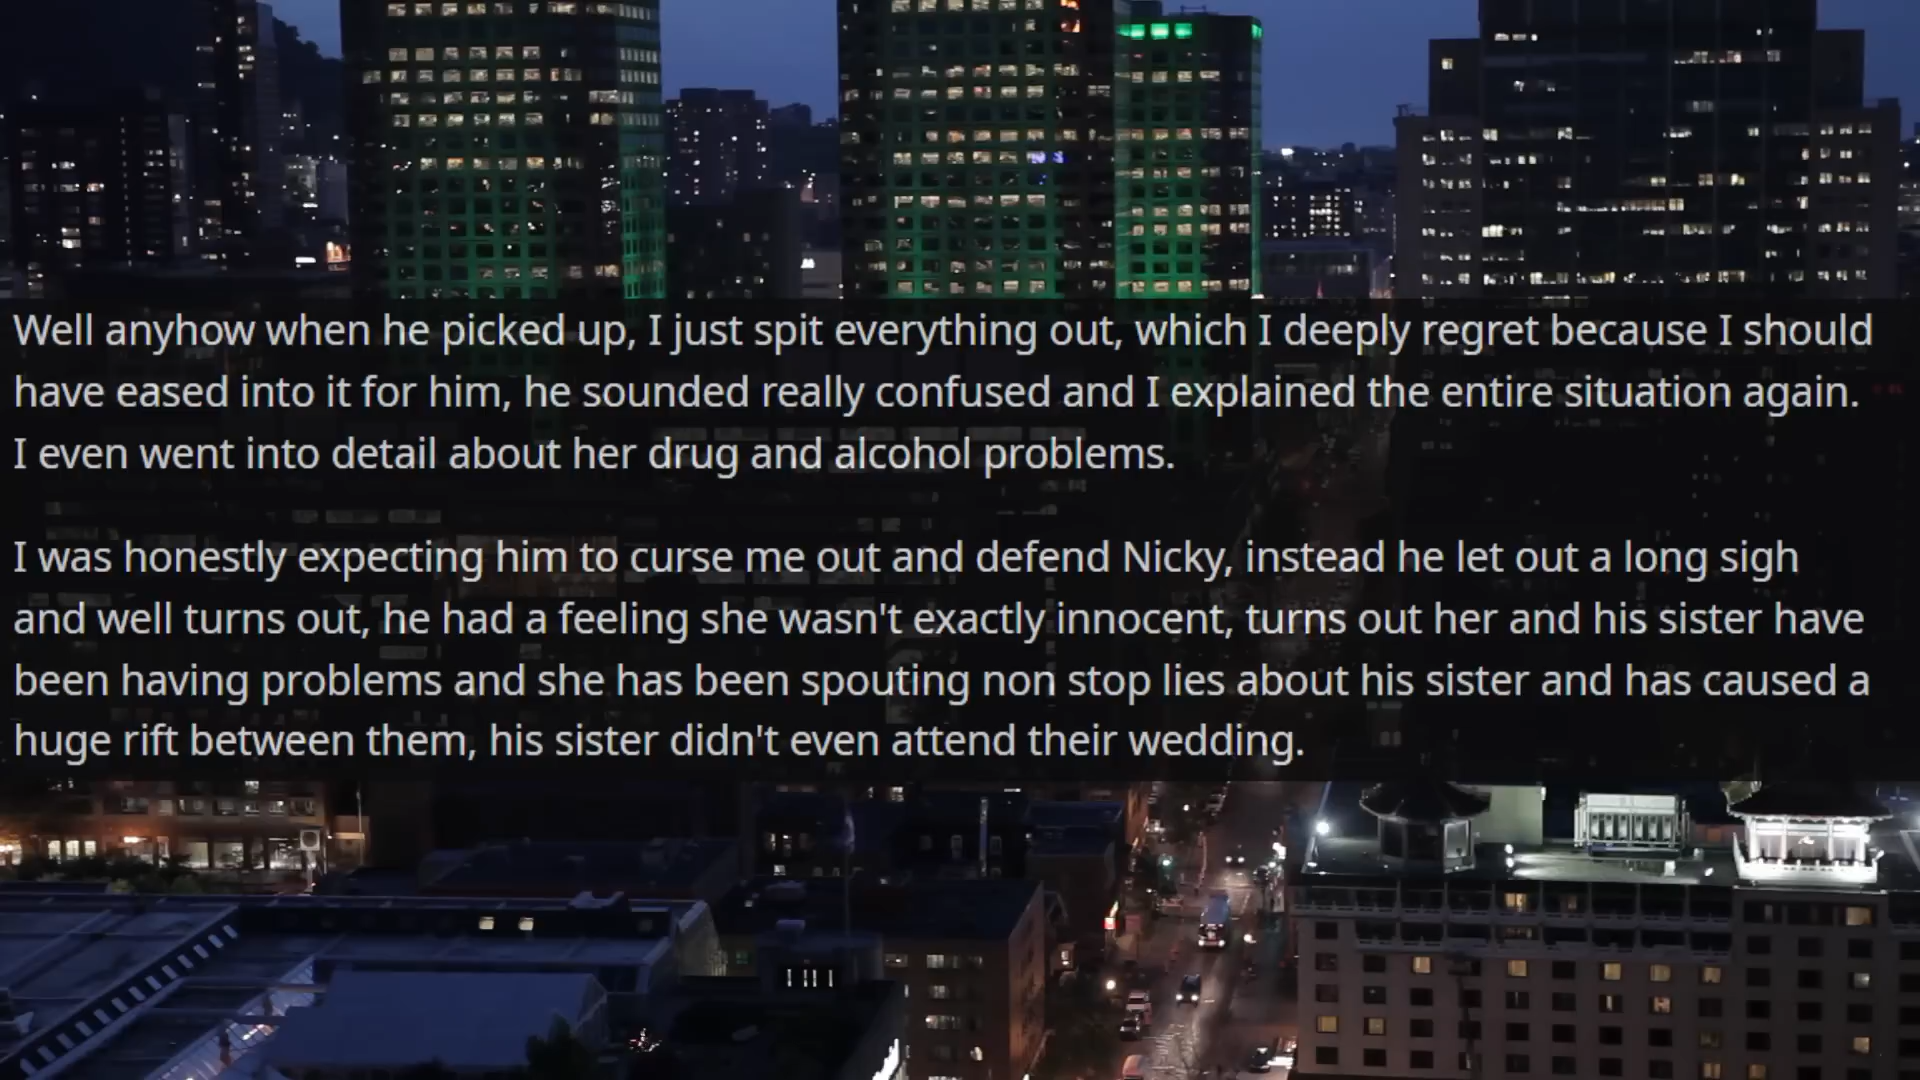 Well anyhow when he picked up, I just spit everything out, which I deeply regret because I should
have eased into it for him, he sounded really confused and I explained the entire situation again.
I even went into detail about her drug and alcohol problems.
I was honestly expecting him to curse me out and defend Nicky, instead he let out a long sigh
and well turns out, he had a feeling she wasn't exactly innocent, turns out her and his sister have
been having problems and she has been spouting non stop lies about his sister and has caused a
huge rift between them, his sister didn't even attend their wedding.